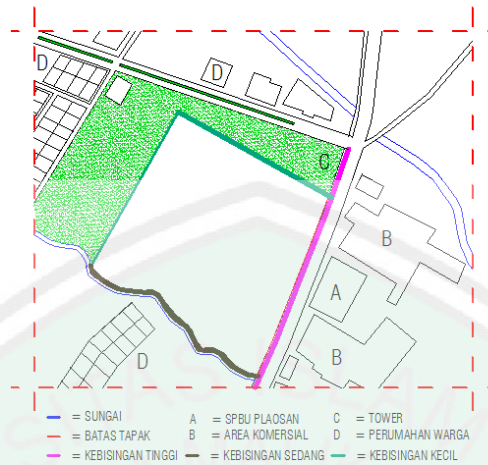 D
D
C
B
A
B
D
= SUNGAI A = SPBU PLAOSAN C = TOWER
= BATAS TAPAK B = AREA KOMERSIAL D = PERUMAHAN WARGA
= KEBISINGAN TINGGI = KEBISINGAN SEDANG = KEBISINGAN KECIL